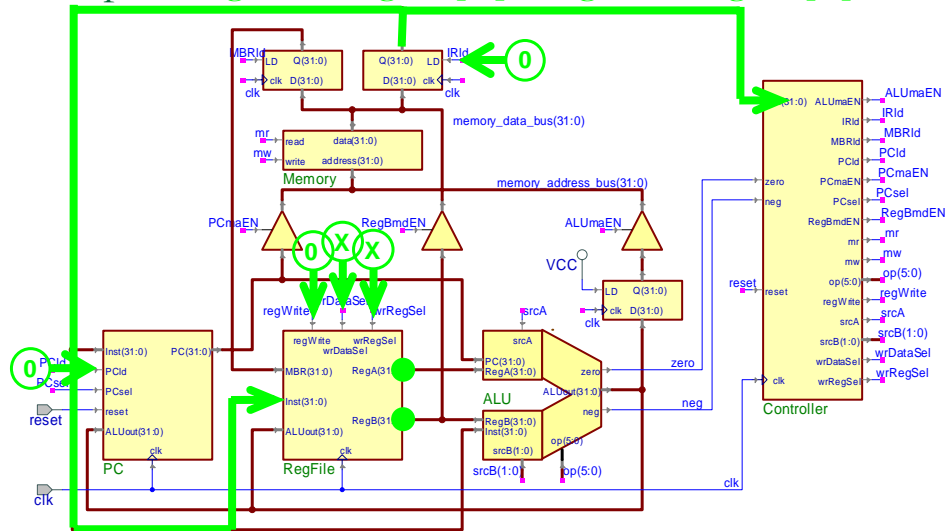 MBRld
LD
Q(31:0)
clk
D(31:0)
clk
Q(31:0)
LD
D(31:0)
clk
IRld
0
clk
memory_data_bus(31:0)
mr
read
data(31:0)
mw
write
address(31:0)
Memory
memory_address_bus(31:0)
PCmaEN
RegBmdEN
ALUmaEN
0
X
X
VCC
LD
Q(31:0)
clk
D(31:0)
clk
regWrite
wrDataSel
wrRegSel
regWrite
wrRegSel
wrDataSel
MBR(31:0)
RegA(31
Inst(31:0)
RegB(31
ALUout(31:0)
clk
RegFile
Inst(31:0)
PC(31:0)
0
PCld
PCld
PCsel
PCsel
reset
reset
ALUout(31:0)
clk
PC
clk
srcA
srcA
PC(31:0)
RegA(31:0)
zero
ALUout(31:0)
neg
ALU
RegB(31:0)
Inst(31:0)
srcB(1:0)
op(5:0)
srcB(1:0)
op(5:0)
zero
neg
clk
(31:0)
zero
neg
reset
reset
clk
ALUmaEN
IRld
MBRld
PCld
PCmaEN
PCsel
RegBmdEN
mr
mw
op(5:0)
regWrite
srcA
srcB(1:0)
wrDataSel
wrRegSel
Controller
ALUmaEN
IRld
MBRld
PCld
PCmaEN
PCsel
RegBmdEN
mr
mw
op(5:0)
regWrite
srcA
srcB(1:0)
wrDataSel
wrRegSel